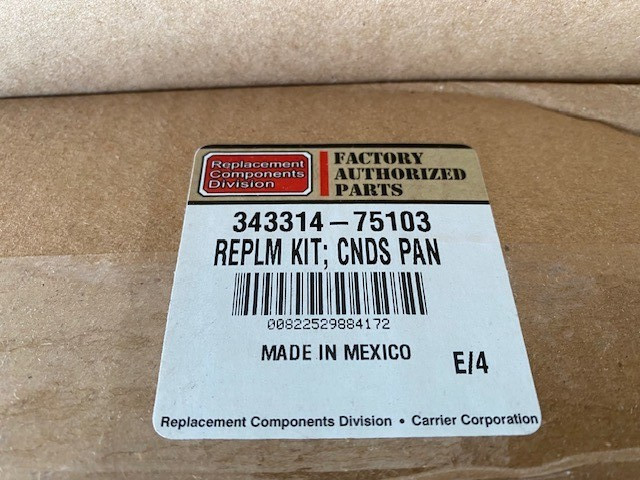 Replacement
Components
Division
FACTORY
AUTHORIZED
PARTS
343314-75103
REPLM KIT; CNDS PAN
00822529884172
MADE IN MEXICO
E/4
Replacement Components Division • Carrier Corporation